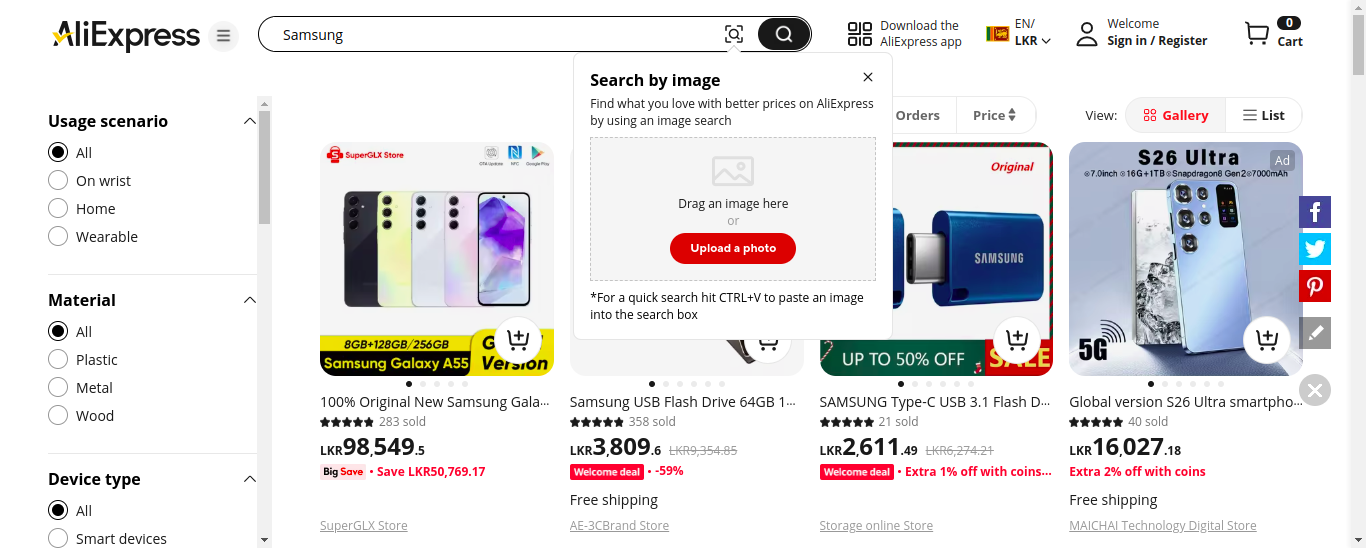 AliExpress
Samsung
Download the
AliExpress app
EN/
LKR
Welcome
Sign in / Register
0
Cart
Search by image
Find what you love with better prices on AliExpress
by using an image search
Drag an image here
or
Upload a photo
*For a quick search hit CTRL+V to paste an image
into the search box
Orders
Price
View:
Gallery
List
Usage scenario
All
On wrist
Home
Wearable
Material
All
Plastic
Metal
Wood
Device type
All
Smart devices
SuperGLX Store
OTA Update
NFC
Google Play
8GB+128GB/256GB
Samsung Galaxy A55
Version
100% Original New Samsung Gala...
283 sold
LKR98,549.5
Big Save • Save LKR50,769.17
SuperGLX Store
Samsung USB Flash Drive 64GB 1...
358 sold
LKR3,809.6 LKR9,354.85
Welcome deal • -59%
Free shipping
AE-3CBrand Store
Original
SAMSUNG
UP TO 50% OFF
SALE
SAMSUNG Type-C USB 3.1 Flash D...
21 sold
LKR2,611.49 LKR6,274.21
Welcome deal • Extra 1% off with coins...
Storage online Store
S26 Ultra
Ad
7.0inch 16G+1TB Snapdragon8 Gen2 7000mAh
5G
Global version S26 Ultra smartpho...
40 sold
LKR16,027.18
Extra 2% off with coins
Free shipping
MAICHAI Technology Digital Store